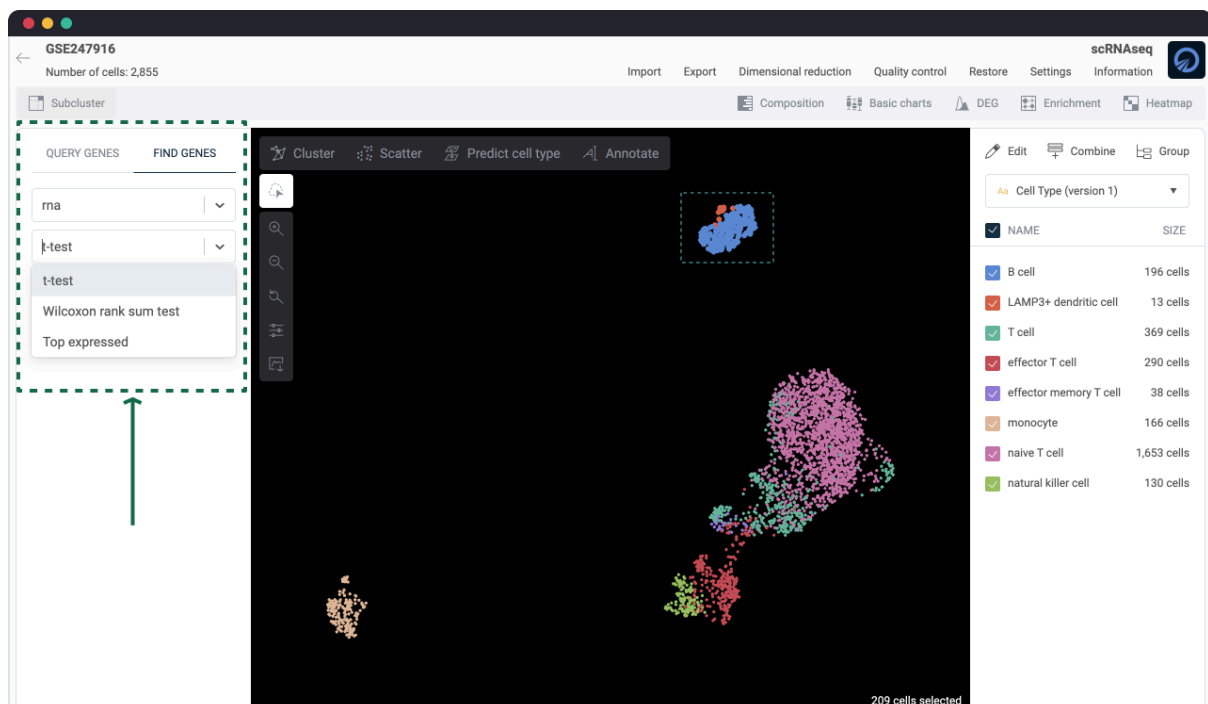 GSE247916
scRNAseq
Number of cells: 2,855
Import Export Dimensional reduction Quality control Restore Settings Information
Subcluster
Composition Basic charts DEG Enrichment Heatmap
QUERY GENES FIND GENES
rna
t-test
t-test
Wilcoxon rank sum test
Top expressed
Cluster Scatter Predict cell type Annotate
209 cells selected
Edit Combine Group
Aa Cell Type (version 1)
NAME SIZE
B cell 196 cells
LAMP3+ dendritic cell 13 cells
T cell 369 cells
effector T cell 290 cells
effector memory T cell 38 cells
monocyte 166 cells
naive T cell 1,653 cells
natural killer cell 130 cells